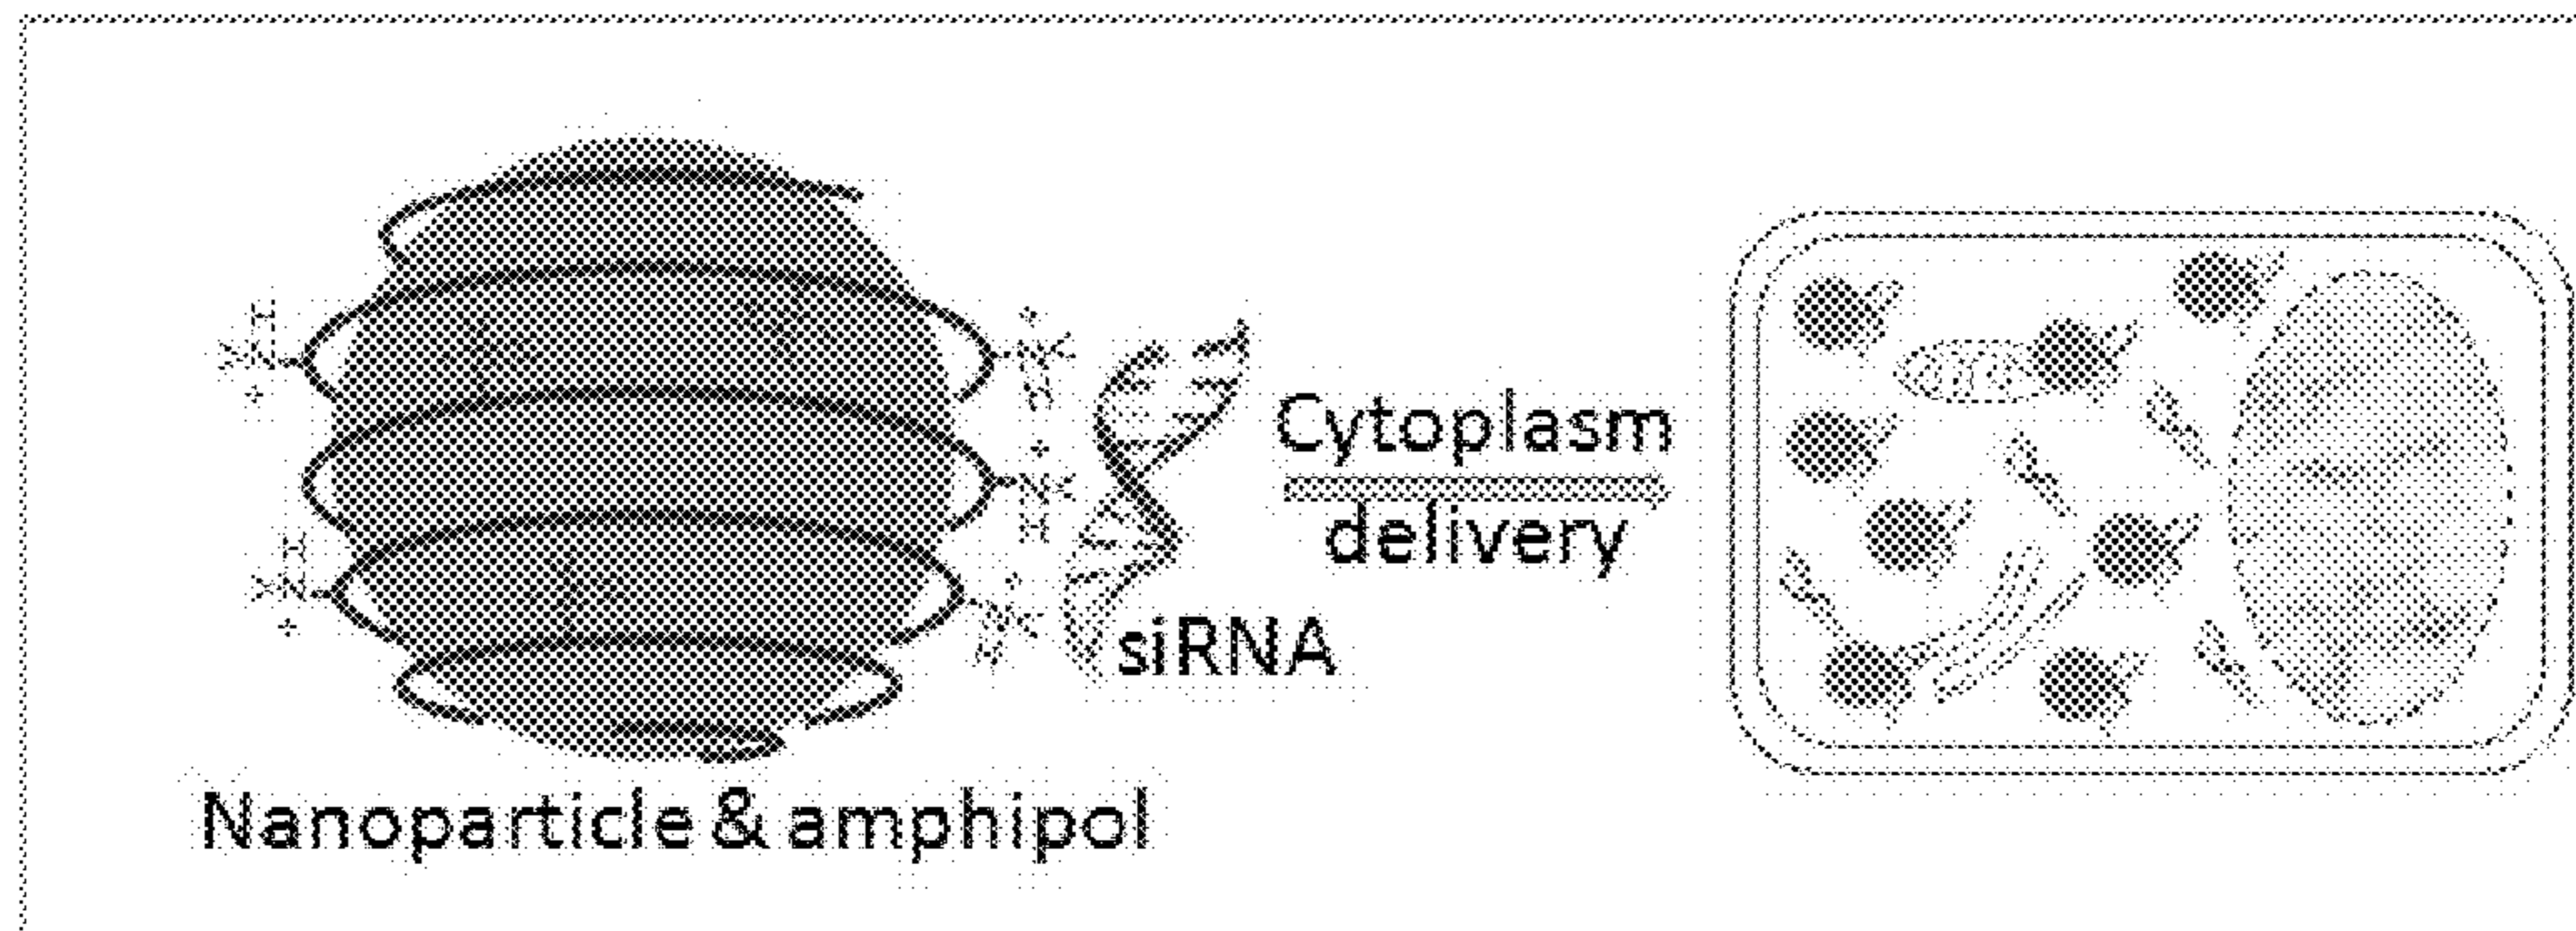 Cytoplasm
delivery
siRNA
Nanoparticle & amphipol